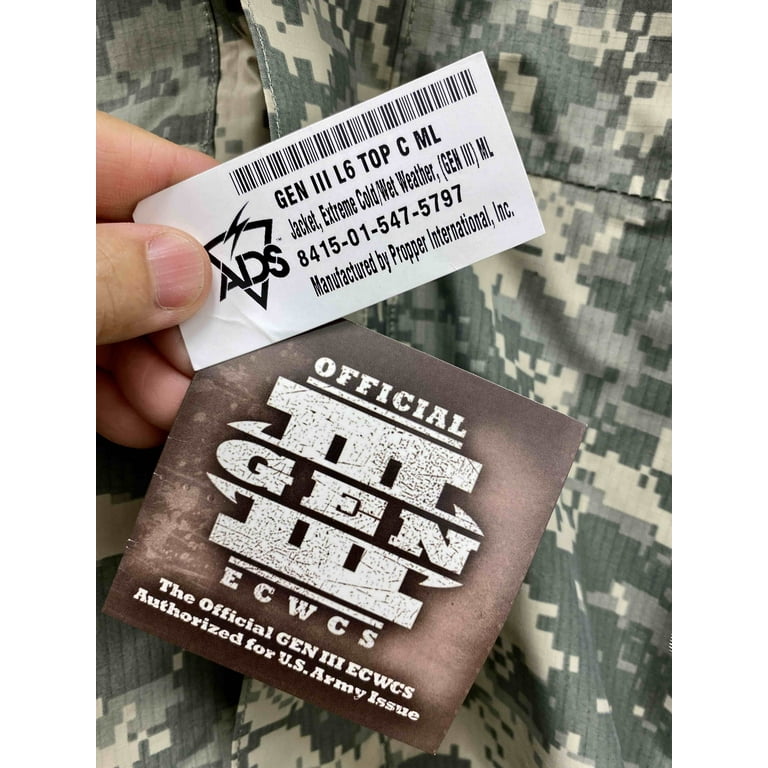 GEN III L6 TOP C ML
Jacket, Extreme Cold/Wet Weather, (GEN III) ML
8415-01-547-5797
Manufactured by Propper International, Inc.
ADS
OFFICIAL
III
GEN
III
ECWCS
The Official GEN III ECWCS
Authorized for U.S. Army Issue